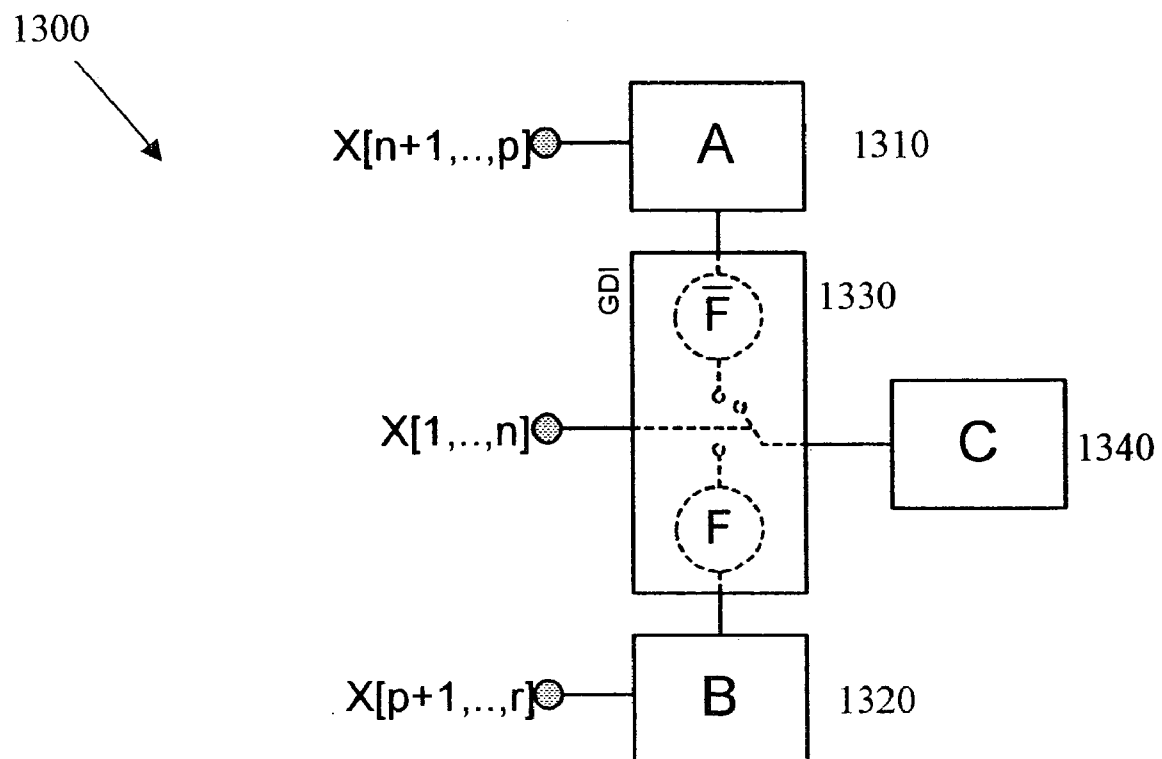 1300
X[n+1,..,p]
A
1310
GDI
F̅
1330
X[1,..,n]
C
1340
F
X[p+1,..,r]
B
1320